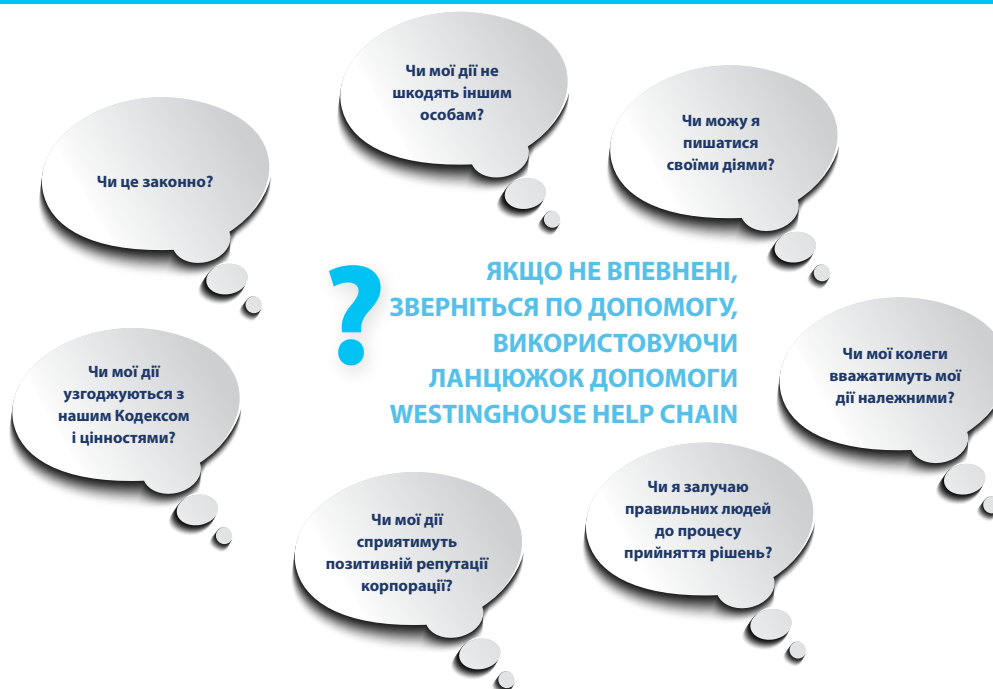 Чи мої дії не
шкодять іншим
особам?
Чи можу я
пишатися
своїми діями?
Чи це законно?
?
ЯКЩО НЕ ВПЕВНЕНІ,
ЗВЕРНІТЬСЯ ПО ДОПОМОГУ,
ВИКОРИСТОВУЮЧИ
ЛАНЦЮЖОК ДОПОМОГИ
WESTINGHOUSE HELP CHAIN
Чи мої колеги
вважатимуть мої
дії належними?
Чи мої дії
узгоджуються з
нашим Кодексом
і цінностями?
Чи я залучаю
правильних людей
до процесу
прийняття рішень?
Чи мої дії
сприятимуть
позитивній репутації
корпорації?